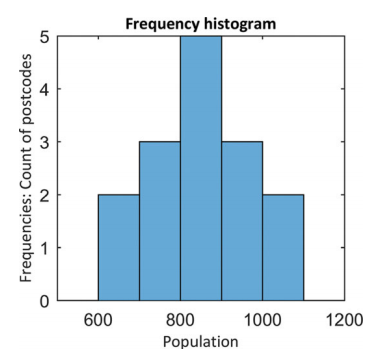 Frequency histogram
Frequencies: Count of postcodes
5
4
3
2
1
0
600 800 1000 1200
Population